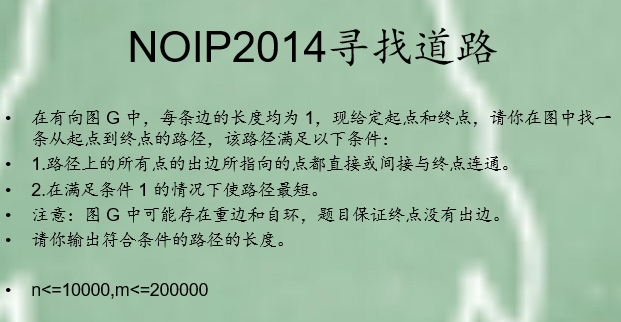 NOIP2014寻找道路
• 在有向图 G 中，每条边的长度均为 1，现给定起点和终点，请你在图中找一
条从起点到终点的路径，该路径满足以下条件：
• 1.路径上的所有点的出边所指向的点都直接或间接与终点连通。
• 2.在满足条件 1 的情况下使路径最短。
• 注意：图 G 中可能存在重边和自环，题目保证终点没有出边。
• 请你输出符合条件的路径的长度。
• n<=10000,m<=200000